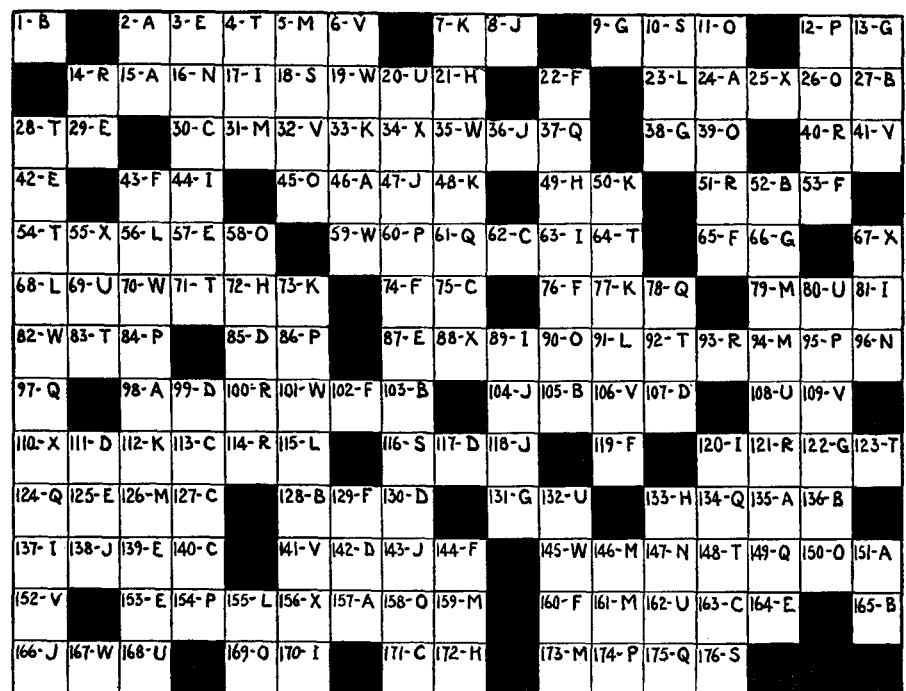 1-B 2-A 3-E 4-T 5-M 6-V 7-K 8-J 9-G 10-S 11-O 12-P 13-G
14-R 15-A 16-N 17-I 18-S 19-W 20-U 21-H 22-F 23-L 24-A 25-X 26-O 27-B
28-T 29-E 30-C 31-M 32-V 33-K 34-X 35-W 36-J 37-Q 38-G 39-O 40-R 41-V
42-E 43-F 44-I 45-O 46-A 47-J 48-K 49-H 50-K 51-R 52-B 53-F
54-T 55-X 56-L 57-E 58-O 59-W 60-P 61-Q 62-C 63-I 64-T 65-F 66-G 67-X
68-L 69-U 70-W 71-T 72-H 73-K 74-F 75-C 76-F 77-K 78-Q 79-M 80-U 81-I
82-W 83-T 84-P 85-D 86-P 87-E 88-X 89-I 90-O 91-L 92-T 93-R 94-M 95-P 96-N
97-Q 98-A 99-D 100-R 101-W 102-F 103-B 104-J 105-B 106-V 107-D 108-U 109-V
110-X 111-D 112-K 113-C 114-R 115-L 116-S 117-D 118-J 119-F 120-I 121-R 122-G 123-T
124-Q 125-E 126-M 127-C 128-B 129-F 130-D 131-G 132-U 133-H 134-Q 135-A 136-B
137-I 138-J 139-E 140-C 141-V 142-D 143-J 144-F 145-W 146-M 147-N 148-T 149-Q 150-O 151-A
152-V 153-E 154-P 155-L 156-X 157-A 158-O 159-M 160-F 161-M 162-U 163-C 164-E 165-B
166-J 167-W 168-U 169-O 170-I 171-C 172-H 173-M 174-P 175-Q 176-S